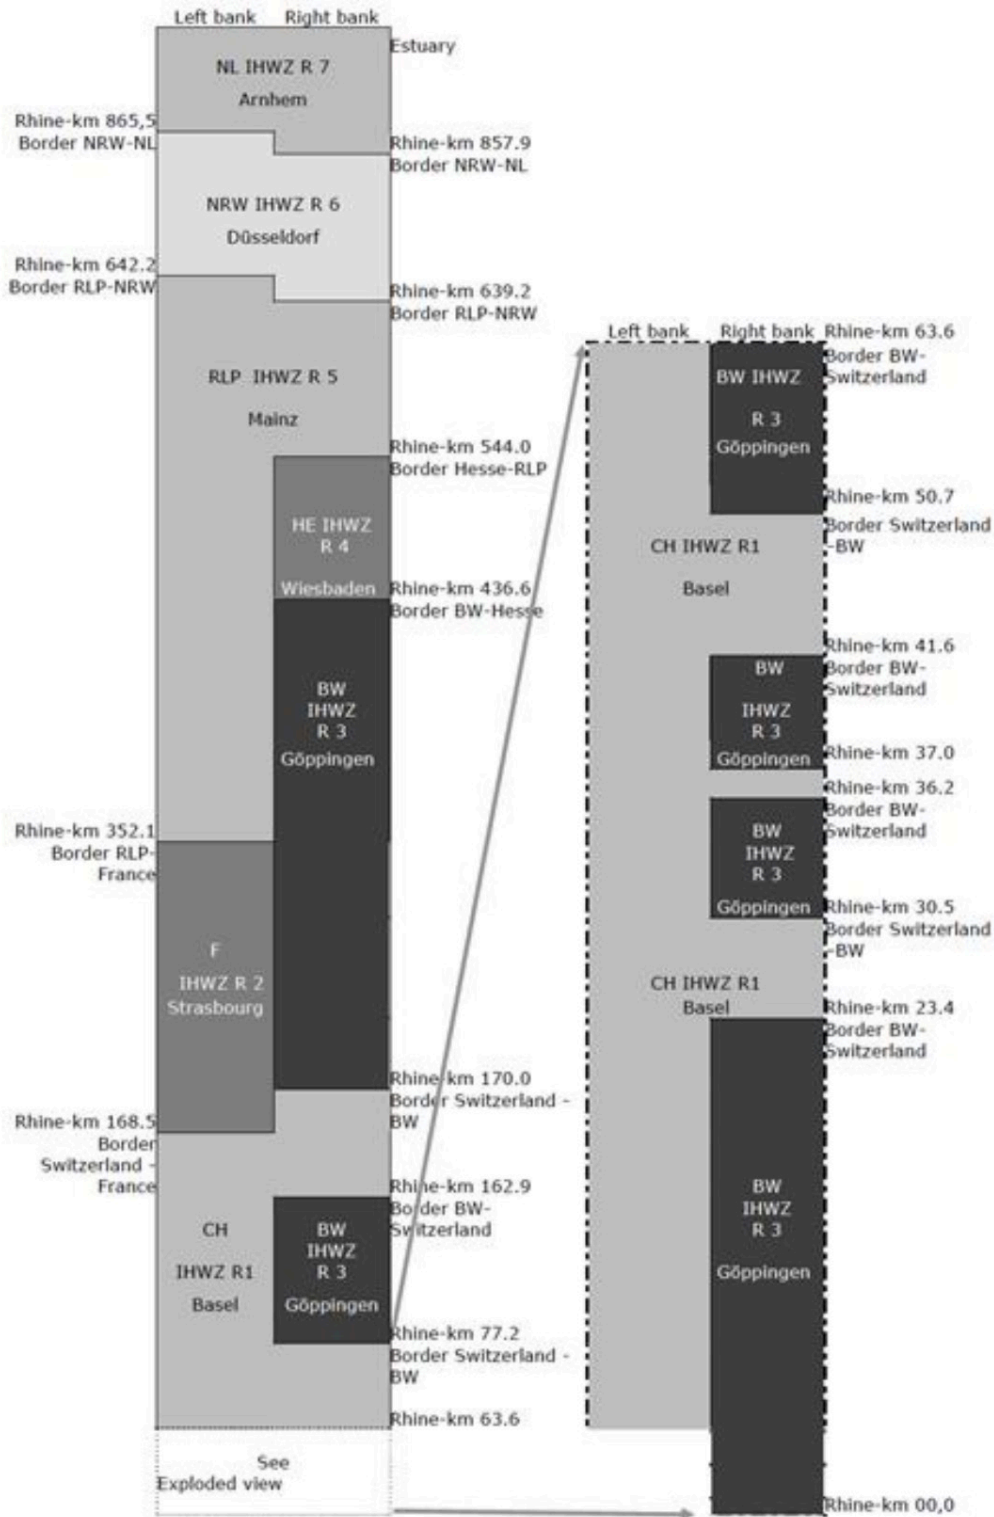 Left bank Right bank
Estuary
NL IHWZ R 7
Arnhem
Rhine-km 865,5
Border NRW-NL
Rhine-km 857.9
Border NRW-NL
NRW IHWZ R 6
Düsseldorf
Rhine-km 642.2
Border RLP-NRW
Rhine-km 639.2
Border RLP-NRW
RLP IHWZ R 5
Mainz
Rhine-km 544.0
Border Hesse-RLP
HE IHWZ
R 4
Wiesbaden
Rhine-km 436.6
Border BW-Hesse
BW
IHWZ
R 3
Göppingen
Rhine-km 352.1
Border RLP-
France
F
IHWZ R 2
Strasbourg
Rhine-km 170.0
Border Switzerland -
BW
Rhine-km 168.5
Border
Switzerland -
France
Rhine-km 162.9
Border BW-
Switzerland
CH
IHWZ R1
Basel
BW
IHWZ
R 3
Göppingen
Rhine-km 77.2
Border Switzerland -
BW
Rhine-km 63.6
See
Exploded view
Left bank Right bank
Rhine-km 63.6
Border BW-
Switzerland
BW IHWZ
R 3
Göppingen
Rhine-km 50.7
Border Switzerland
-BW
CH IHWZ R1
Basel
Rhine-km 41.6
Border BW-
Switzerland
BW
IHWZ
R 3
Göppingen
Rhine-km 37.0
Rhine-km 36.2
Border BW-
Switzerland
BW
IHWZ
R 3
Göppingen
Rhine-km 30.5
Border Switzerland
-BW
CH IHWZ R1
Basel
Rhine-km 23.4
Border BW-
Switzerland
BW
IHWZ
R 3
Göppingen
Rhine-km 00,0